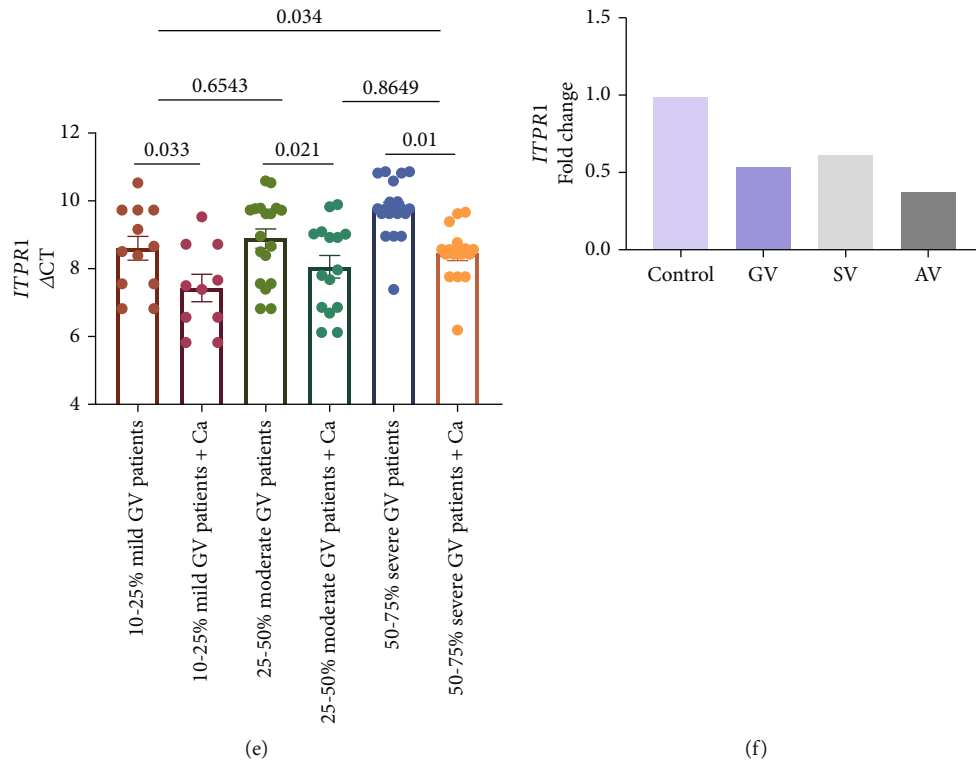 0.034
0.6543
0.8649
0.033
0.021
0.01
ITPR1
ΔCT
12
10
8
6
4
10-25% mild GV patients
10-25% mild GV patients + Ca
25-50% moderate GV patients
25-50% moderate GV patients + Ca
50-75% severe GV patients
50-75% severe GV patients + Ca
(e)
ITPR1
Fold change
1.5
1.0
0.5
0.0
Control
GV
SV
AV
(f)